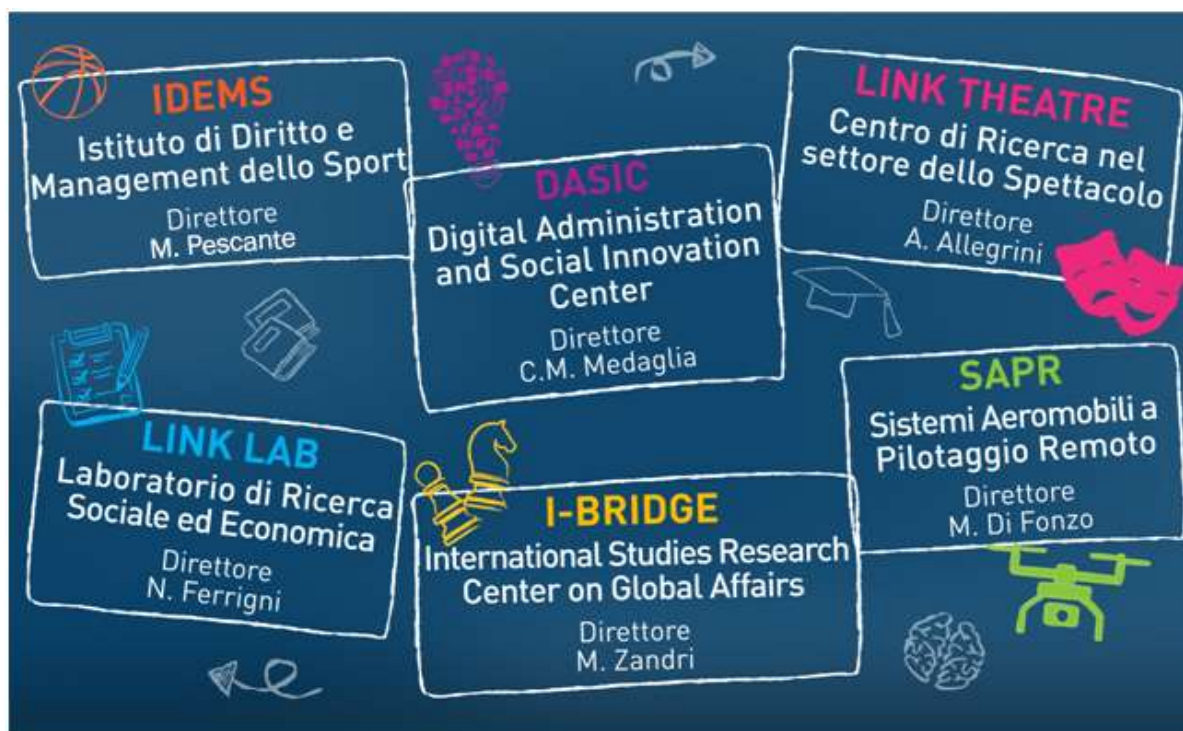 IDEMS
Istituto di Diritto e
Management dello Sport
Direttore
M. Pescante
DASIC
Digital Administration
and Social Innovation
Center
Direttore
C.M. Medaglia
LINK THEATRE
Centro di Ricerca nel
settore dello Spettacolo
Direttore
A. Allegrini
LINK LAB
Laboratorio di Ricerca
Sociale ed Economica
Direttore
N. Ferrigni
I-BRIDGE
International Studies Research
Center on Global Affairs
Direttore
M. Zandri
SAPR
Sistemi Aeromobili a
Pilotaggio Remoto
Direttore
M. Di Fonzo